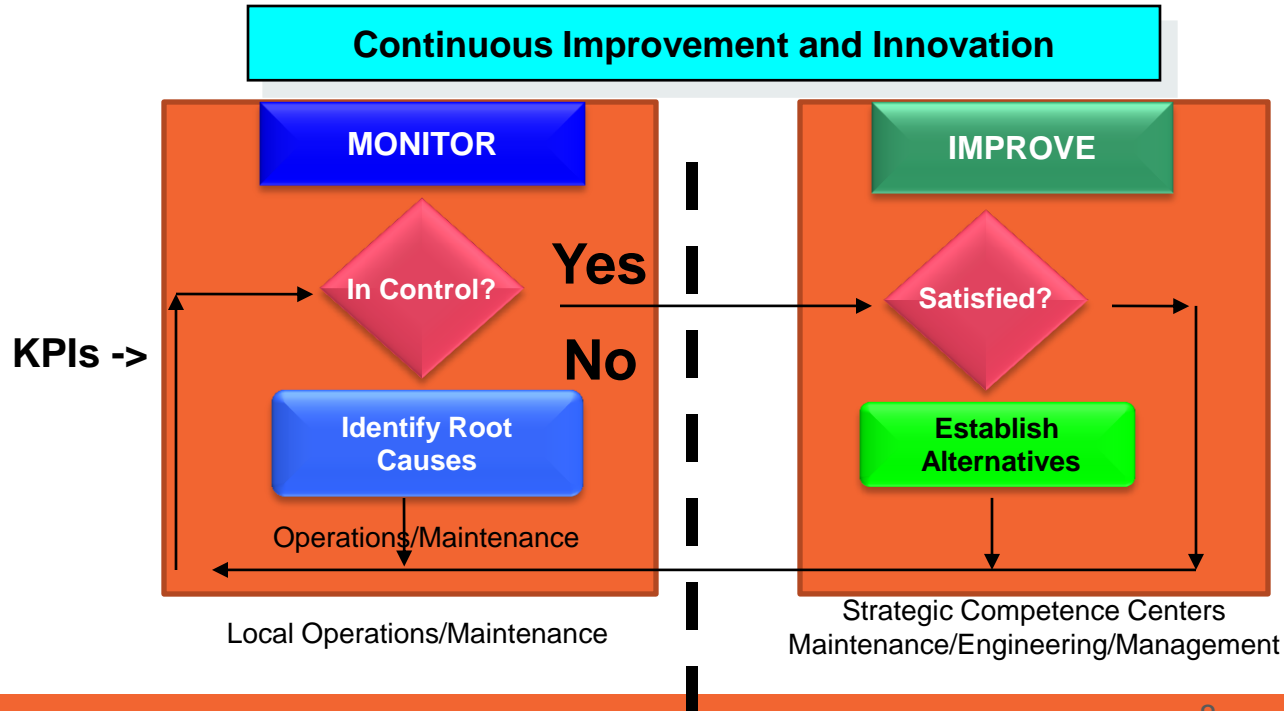 Continuous Improvement and Innovation
MONITOR
IMPROVE
In Control?
Yes
Satisfied?
KPIs ->
No
Identify Root
Causes
Establish
Alternatives
Operations/Maintenance
Local Operations/Maintenance
Strategic Competence Centers
Maintenance/Engineering/Management